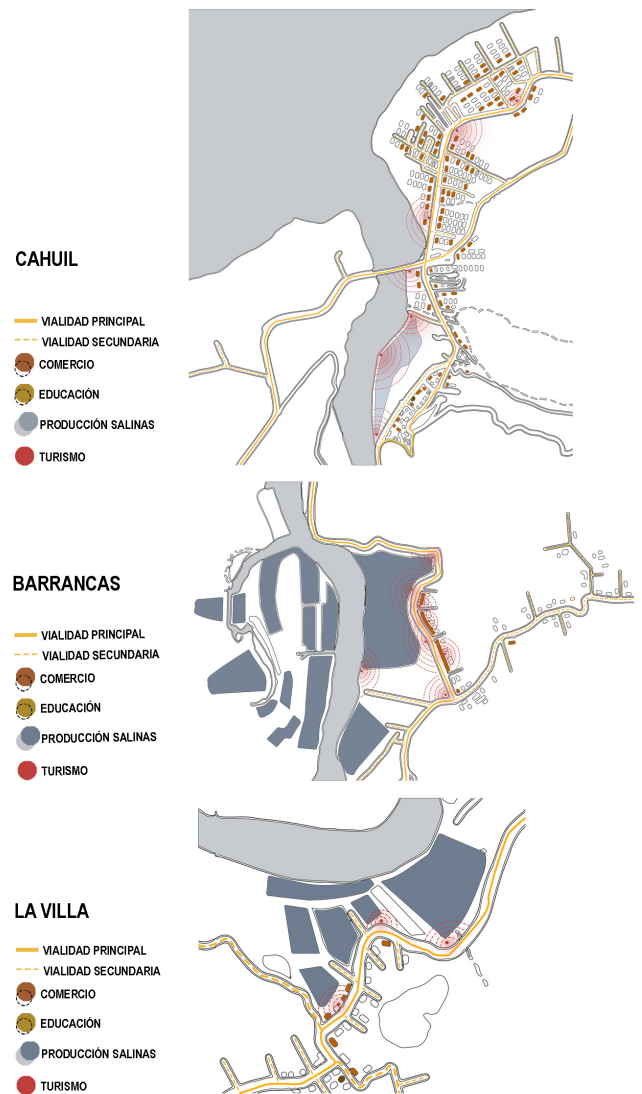 CAHUIL
VIALIDAD PRINCIPAL
VIALIDAD SECUNDARIA
COMERCIO
EDUCACIÓN
PRODUCCIÓN SALINAS
TURISMO
BARRANCAS
VIALIDAD PRINCIPAL
VIALIDAD SECUNDARIA
COMERCIO
EDUCACIÓN
PRODUCCIÓN SALINAS
TURISMO
LA VILLA
VIALIDAD PRINCIPAL
VIALIDAD SECUNDARIA
COMERCIO
EDUCACIÓN
PRODUCCIÓN SALINAS
TURISMO